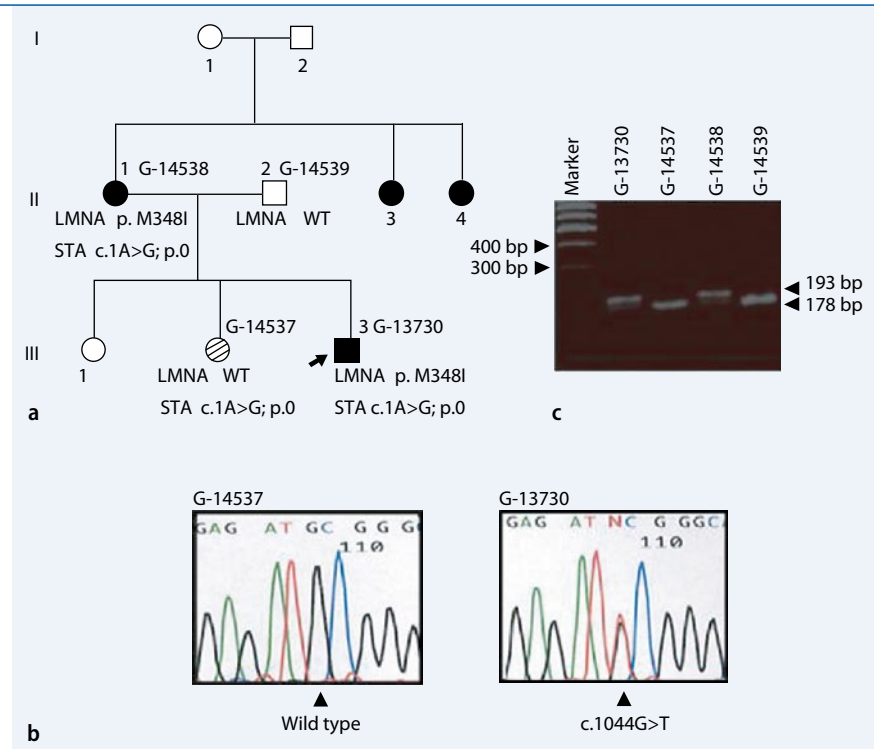 I
1
2
1 G-14538
2 G-14539
II
LMNA p. M348I
STA c.1A>G; p.0
LMNA WT
3
4
G-14537
3 G-13730
III
1
LMNA WT
STA c.1A>G; p.0
LMNA p. M348I
STA c.1A>G; p.0
a
Marker
G-13730
G-14537
G-14538
G-14539
400 bp
300 bp
193 bp
178 bp
c
G-14537
GAG AT GC G G G
110
Wild type
G-13730
GAG AT NC G GGC
110
c.1044G>T
b